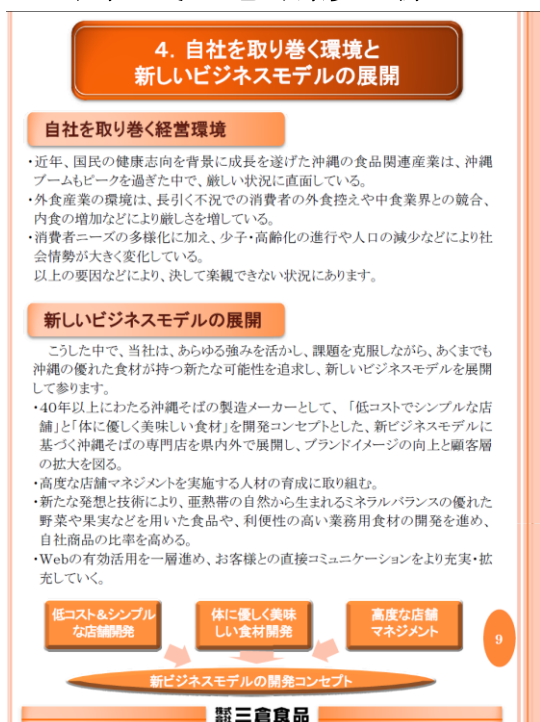 4．自社を取り巻く環境と
新しいビジネスモデルの展開
自社を取り巻く経営環境
・近年、国民の健康志向を背景に成長を遂げた沖縄の食品関連産業は、沖縄
ブームもピークを過ぎた中で、厳しい状況に直面している。
・外食産業の環境は、長引く不況での消費者の外食控えや中食業界との競合、
内食の増加などにより厳しさを増している。
・消費者ニーズの多様化に加え、少子・高齢化の進行や人口の減少などにより社
会情勢が大きく変化している。
以上の要因などにより、決して楽観できない状況にあります。
新しいビジネスモデルの展開
こうした中で、当社は、あらゆる強みを活かし、課題を克服しながら、あくまでも
沖縄の優れた食材が持つ新たな可能性を追求し、新しいビジネスモデルを展開
して参ります。
・40年以上にわたる沖縄そばの製造メーカーとして、「低コストでシンプルな店
舗」と「体に優しく美味しい食材」を開発コンセプトとした、新ビジネスモデルに
基づく沖縄そばの専門店を県内外で展開し、ブランドイメージの向上と顧客層
の拡大を図る。
・高度な店舗マネジメントを実施する人材の育成に取り組む。
・新たな発想と技術により、亜熱帯の自然から生まれるミネラルバランスの優れた
野菜や果実などを用いた食品や、利便性の高い業務用食材の開発を進め、
自社商品の比率を高める。
・Webの有効活用を一層進め、お客様との直接コミュニケーションをより充実・拡
充していく。
低コスト＆シンプル
な店舗開発
体に優しく美味
しい食材開発
高度な店舗
マネジメント
9
新ビジネスモデルの開発コンセプト
株式会社三倉食品